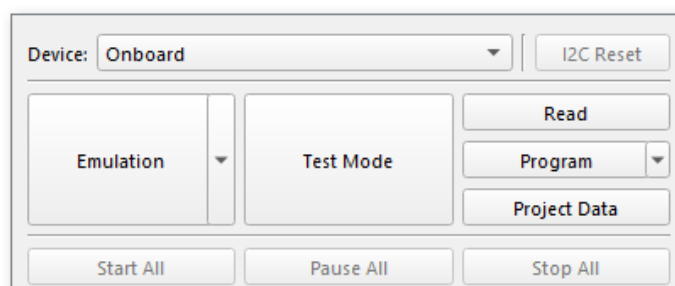 Device: Onboard I2C Reset
Emulation Test Mode Read
Program
Project Data
Start All Pause All Stop All